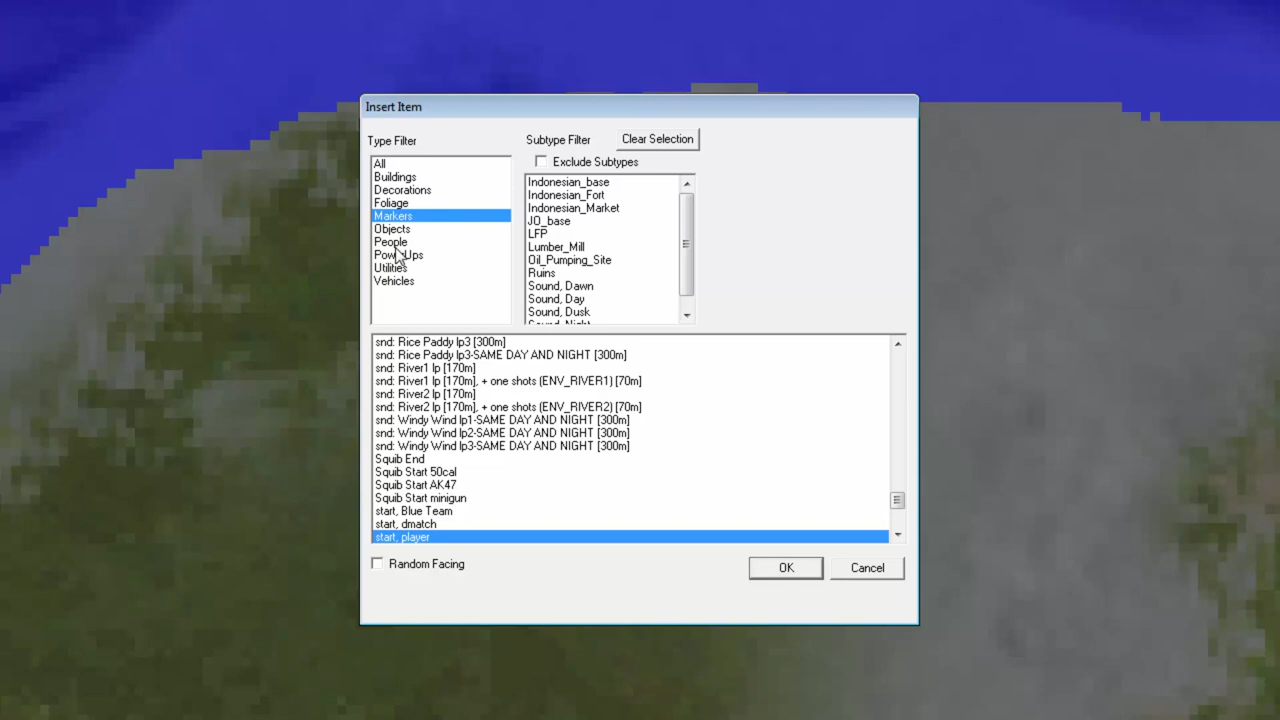 Insert Item
Type Filter
All
Buildings
Decorations
Foliage
Markers
Objects
People
Utilities
Vehicles
Subtype Filter
Clear Selection
Exclude Subtypes
Indonesian_base
Indonesian_Fort
Indonesian_Market
JO_base
LFP
Lumber_Mill
Oil_Pumping_Site
Ruins
Sound, Dawn
Sound, Day
Sound, Dusk
snd: Rice Paddy lp3 [300m]
snd: Rice Paddy lp3-SAME DAY AND NIGHT [300m]
snd: River1 lp [170m]
snd: River1 lp [170m], + one shots (ENV_RIVER1) [70m]
snd: River2 lp [170m]
snd: River2 lp [170m], + one shots (ENV_RIVER2) [70m]
snd: Windy Wind lp1-SAME DAY AND NIGHT [300m]
snd: Windy Wind lp2-SAME DAY AND NIGHT [300m]
snd: Windy Wind lp3-SAME DAY AND NIGHT [300m]
Squib End
Squib Start 50cal
Squib Start AK47
Squib Start minigun
start, Blue Team
start, dmatch
start, player
Random Facing
OK
Cancel